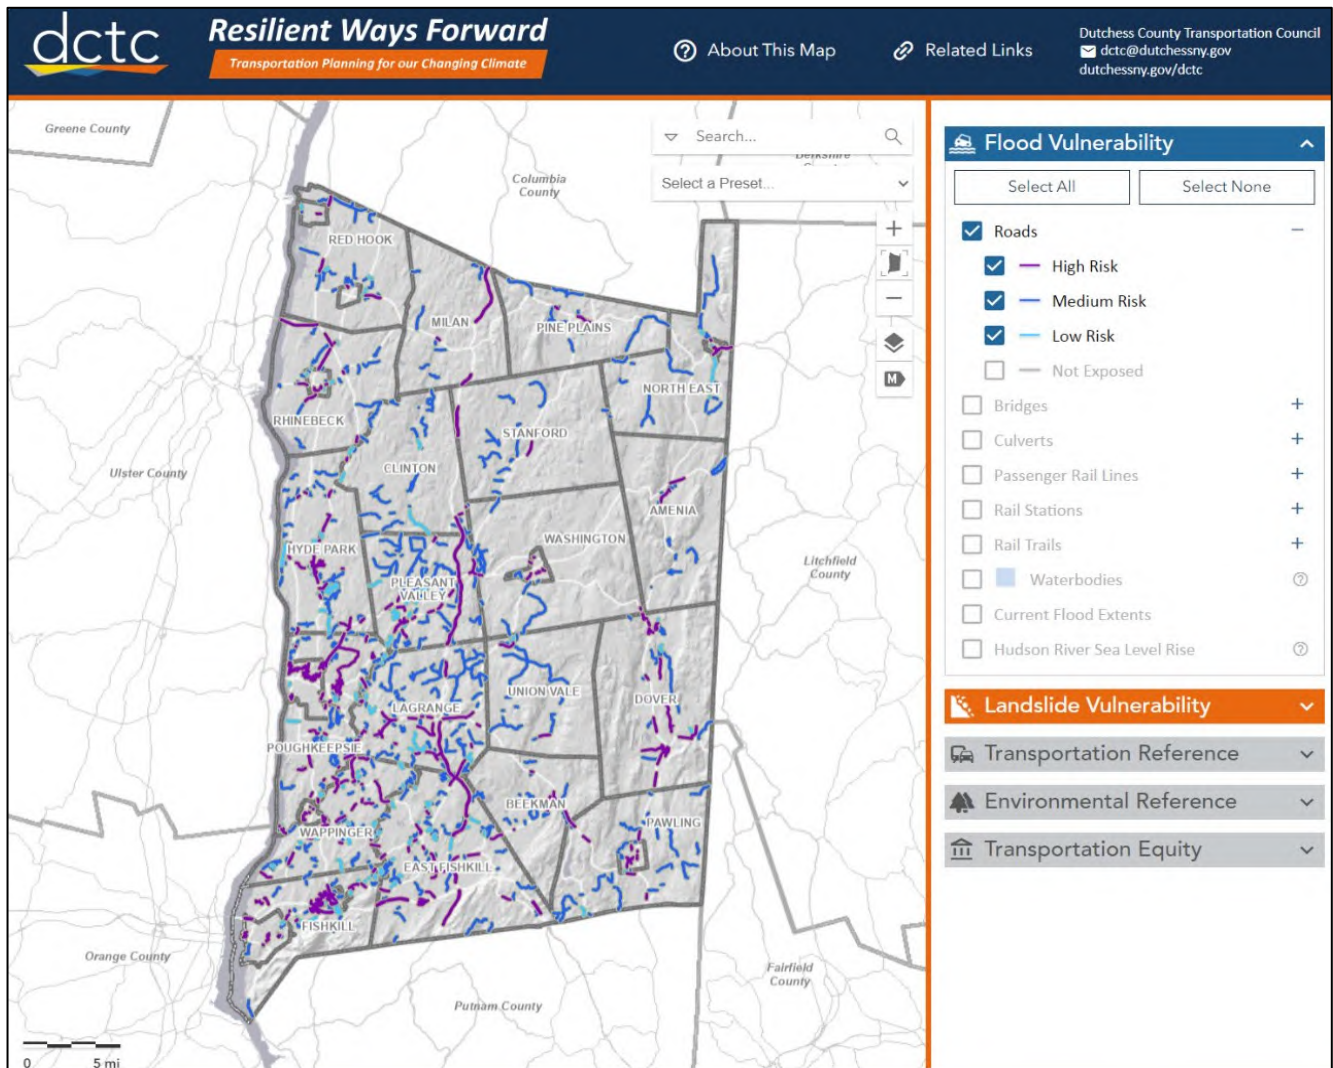 dctc
Resilient Ways Forward
Transportation Planning for our Changing Climate
About This Map
Related Links
Dutchess County Transportation Council
dctc@dutchessny.gov
dutchessny.gov/dctc
Greene County
Columbia
County
Search...
Select a Preset...
RED HOOK
MILAN
PINE PLAINS
NORTH EAST
RHINEBECK
STANFORD
CLINTON
Ulster County
AMENIA
WASHINGTON
HYDE PARK
Litchfield
County
PLEASANT
VALLEY
UNION VALE
DOVER
LAGRANGE
POUGHKEEPSIE
BEEKMAN
PAWLING
WAPPINGER
EAST FISHKILL
FISHKILL
Orange County
Fairfield
County
Putnam County
0 5 mi
M
Flood Vulnerability
Select All
Select None
Roads
High Risk
Medium Risk
Low Risk
Not Exposed
Bridges
Culverts
Passenger Rail Lines
Rail Stations
Rail Trails
Waterbodies
Current Flood Extents
Hudson River Sea Level Rise
Landslide Vulnerability
Transportation Reference
Environmental Reference
Transportation Equity